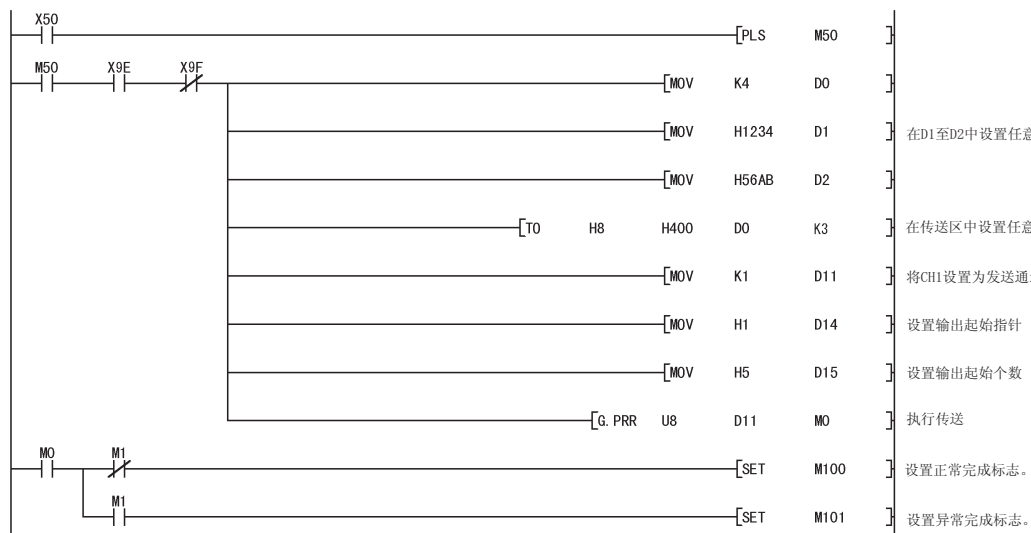 X50
[PLS M50 ]
M50 X9E X9F
[MOV K4 D0 ]
[MOV H1234 D1 ] 在D1至D2中设置任意
[MOV H56AB D2 ]
[TO H8 H400 D0 K3 ] 在传送区中设置任意
[MOV K1 D11 ] 将CH1设置为发送通
[MOV H1 D14 ] 设置输出起始指针
[MOV H5 D15 ] 设置输出起始个数
[G.PRR U8 D11 M0 ] 执行传送
M0 M1
[SET M100 ] 设置正常完成标志。
M1
[SET M101 ] 设置异常完成标志。